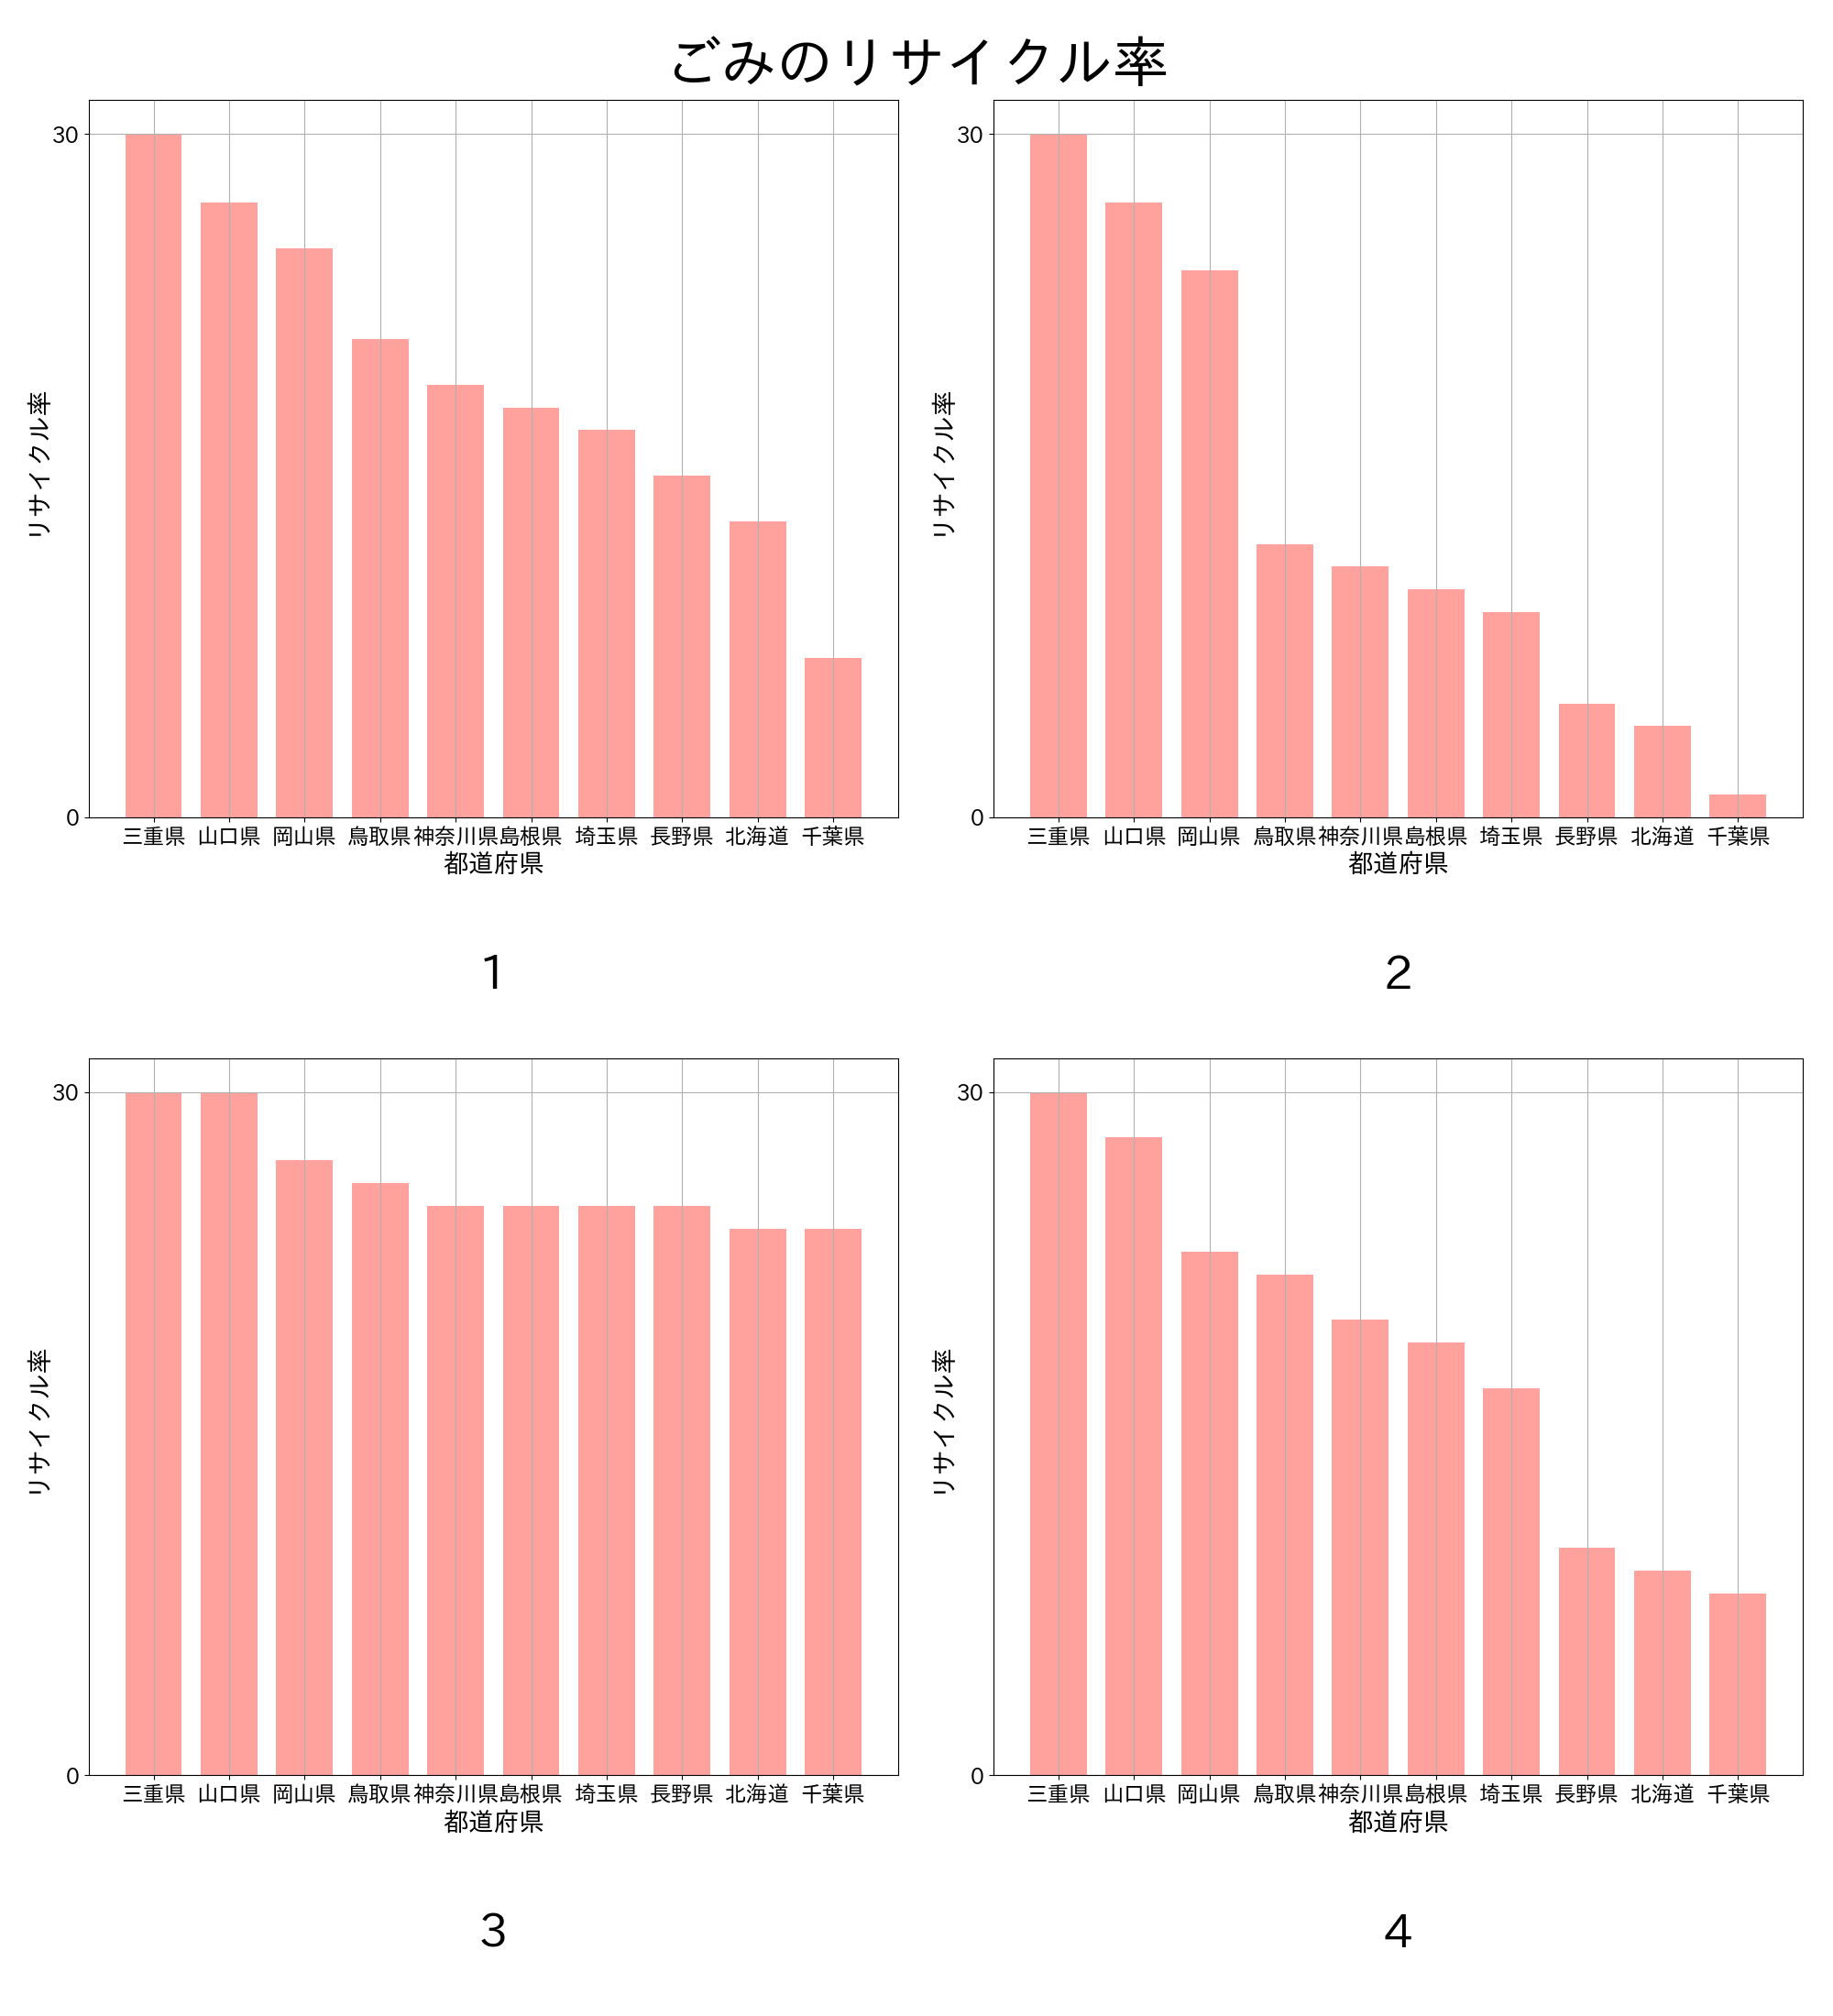 ごみのリサイクル率
30
0
リサイクル率
三重県 山口県 岡山県 鳥取県 神奈川県 島根県 埼玉県 長野県 北海道 千葉県
都道府県
1
30
0
リサイクル率
三重県 山口県 岡山県 鳥取県 神奈川県 島根県 埼玉県 長野県 北海道 千葉県
都道府県
2
30
0
リサイクル率
三重県 山口県 岡山県 鳥取県 神奈川県 島根県 埼玉県 長野県 北海道 千葉県
都道府県
3
30
0
リサイクル率
三重県 山口県 岡山県 鳥取県 神奈川県 島根県 埼玉県 長野県 北海道 千葉県
都道府県
4